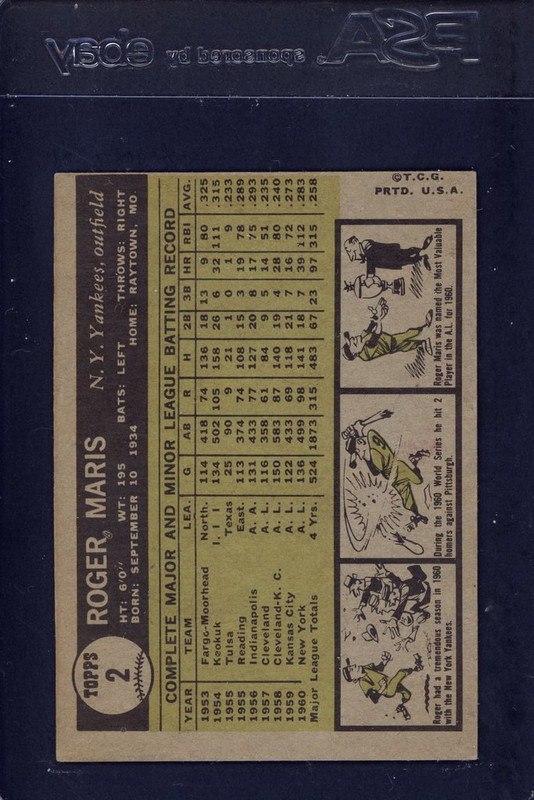 ebay sponsored by ESA
TOPPS
2
ROGER MARIS N.Y. Yankees, outfield
HT: 6'0" WT: 195 BATS: LEFT THROWS: RIGHT
BORN: SEPTEMBER 10 1934 HOME: RAYTOWN, MO.
COMPLETE MAJOR AND MINOR LEAGUE BATTING RECORD
YEAR TEAM LEA. G AB R H 2B 3B HR RBI AVG.
1953 Fargo-Moorhead North. 114 418 74 136 18 13 9 80 .325
1954 Keokuk I. I I 134 502 105 158 26 6 32 111 .315
1955 Tulsa Texas 25 90 9 21 1 0 1 9 .233
1955 Reading East. 113 374 74 108 15 3 19 78 .289
1956 Indianapolis A. A. 131 433 77 127 20 8 17 75 .293
1957 Cleveland A. L. 116 358 61 84 9 5 14 51 .235
1958 Cleveland-K. C. A. L. 150 583 87 140 19 4 28 80 .240
1959 Kansas City A. L. 122 433 69 118 21 7 16 72 .273
1960 New York A. L. 136 499 98 141 18 7 39 112 .283
Major League Totals 4 Yrs. 524 1873 315 483 67 23 97 315 .258
Roger had a tremendous season in 1960
with the New York Yankees.
During the 1960 World Series he hit 2
homers against Pittsburgh.
Roger Maris was named the Most Valuable
Player in the A.L. for 1960.
©T.C.G.
PRTD. U.S.A.